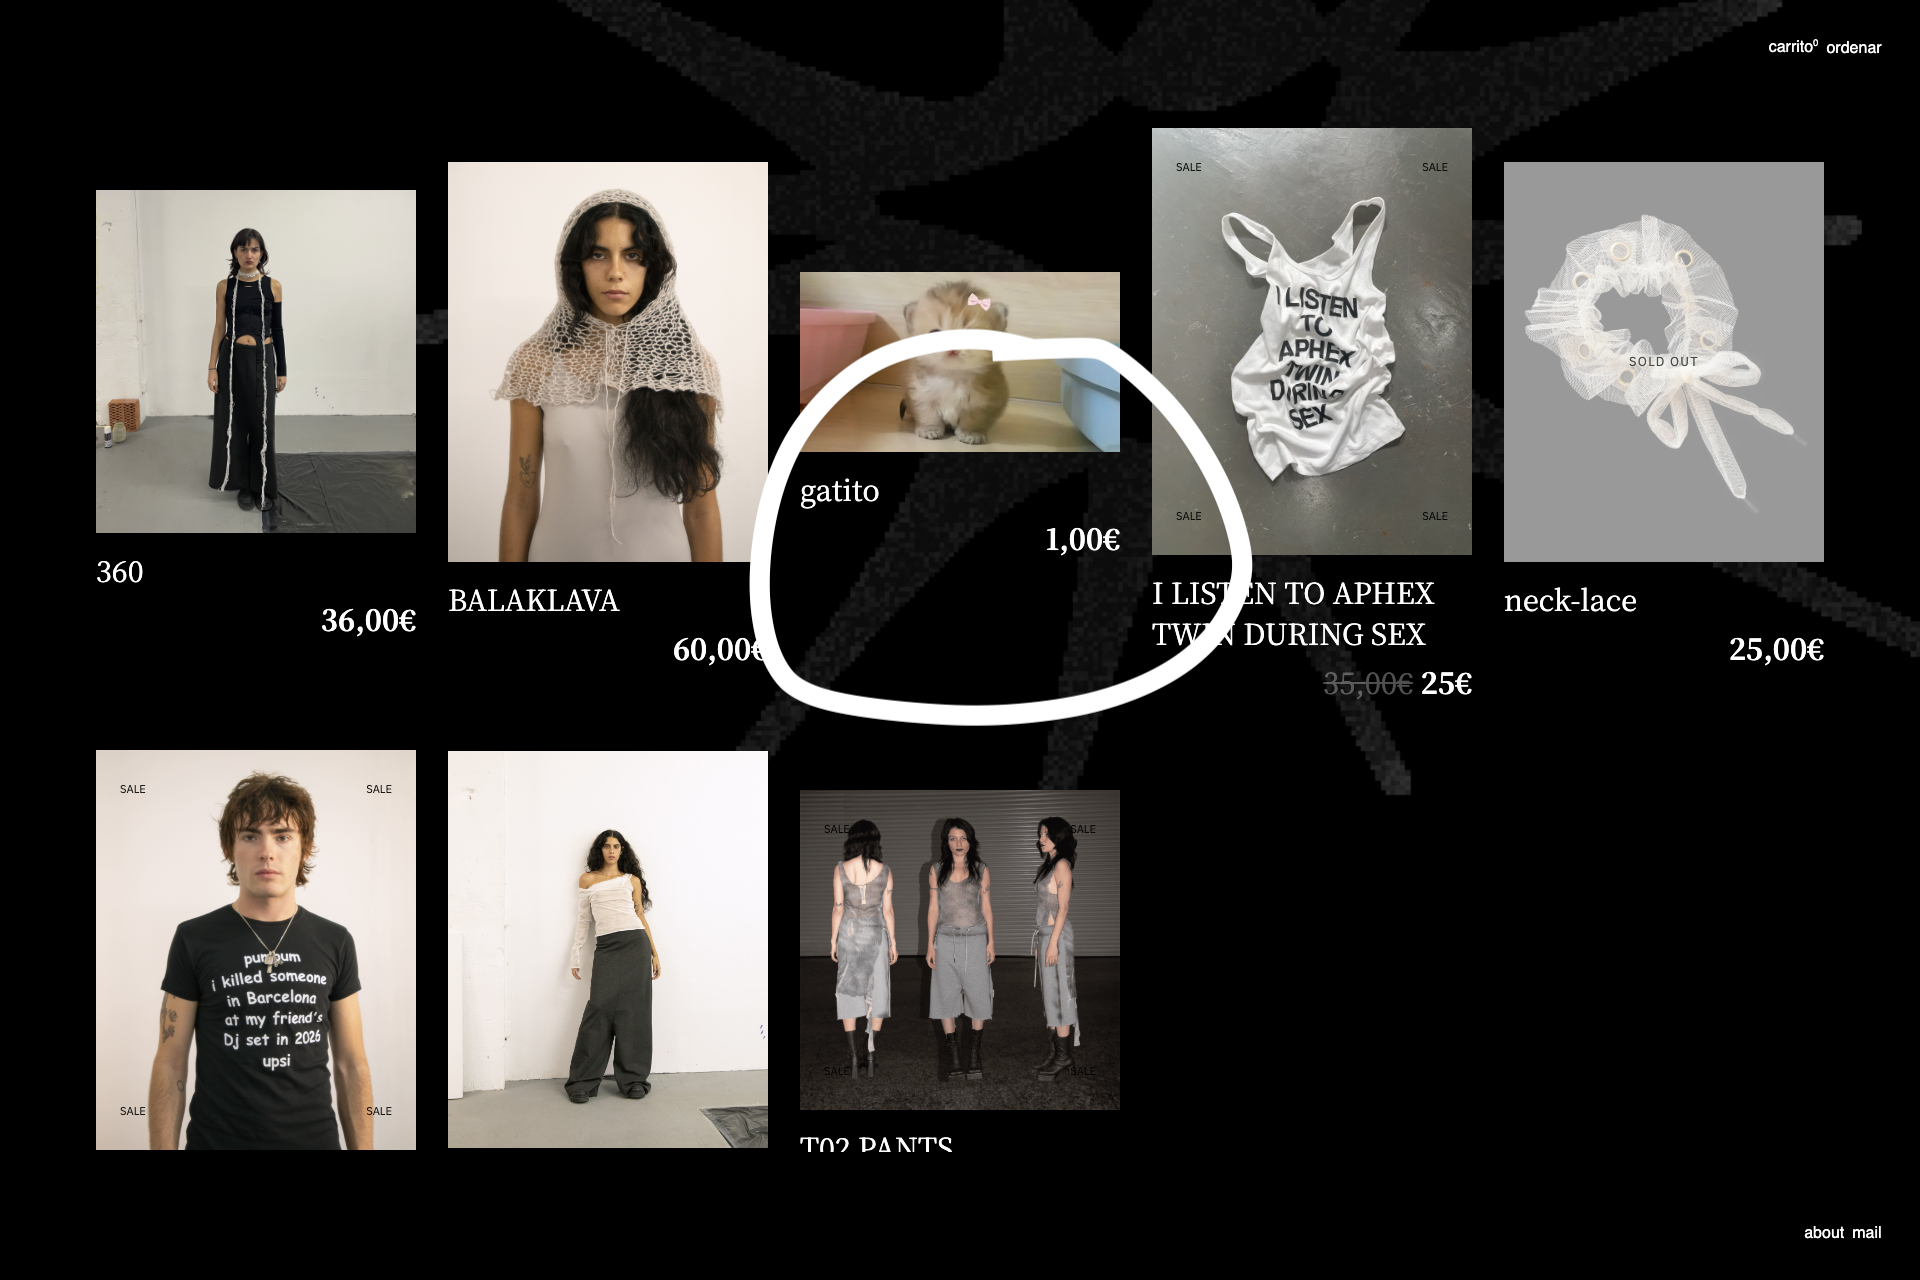 carrito⁰ ordenar
360
36,00€
BALAKLAVA
60,00€
gatito
1,00€
SALE SALE
I LISTEN
TO
APHEX
TWIN
DURING
SEX
SALE SALE
I LISTEN TO APHEX
TWIN DURING SEX
35,00€ 25€
SOLD OUT
neck-lace
25,00€
SALE SALE
i killed someone
in Barcelona
at my friend's
Dj set in 2026
upsi
SALE SALE
SALE SALE
SALE SALE
T02 PANTS
about mail